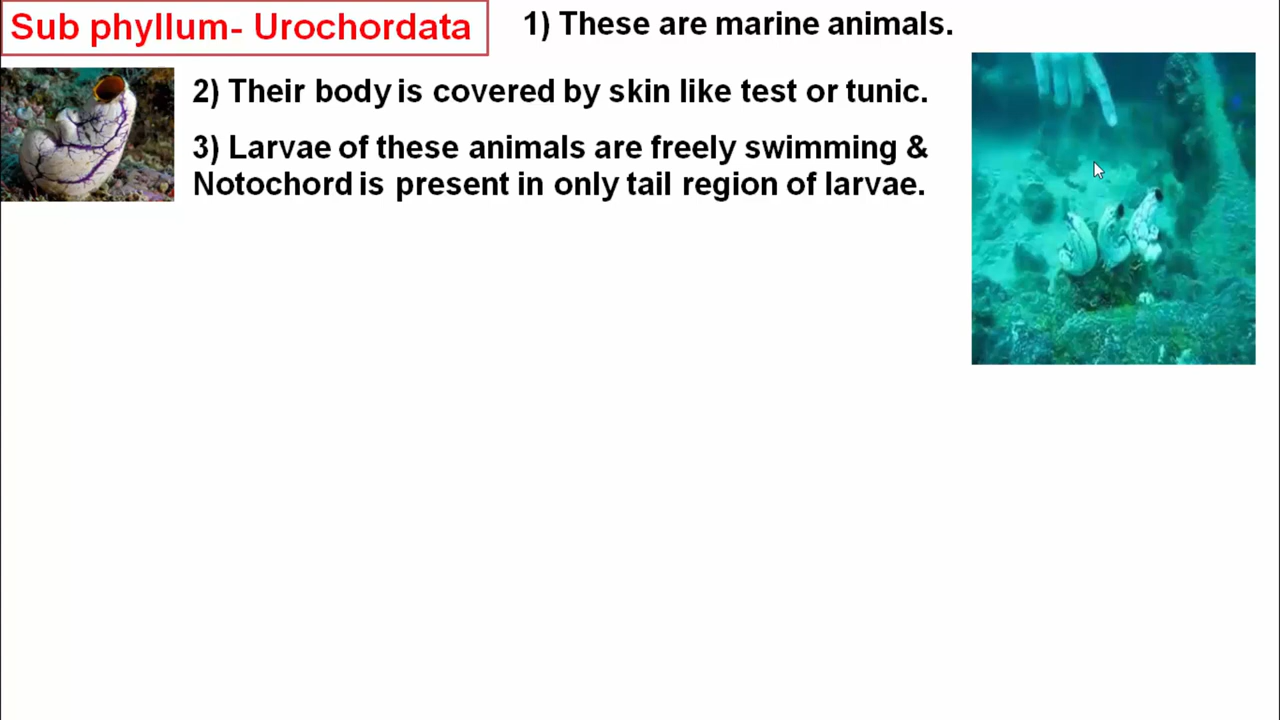 Sub phyllum- Urochordata
1) These are marine animals.
2) Their body is covered by skin like test or tunic.
3) Larvae of these animals are freely swimming &
Notochord is present in only tail region of larvae.